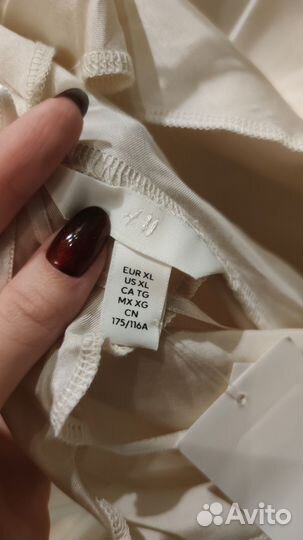 H&M
EUR XL
US XL
CA TG
MX XG
CN
175/116A
Avito